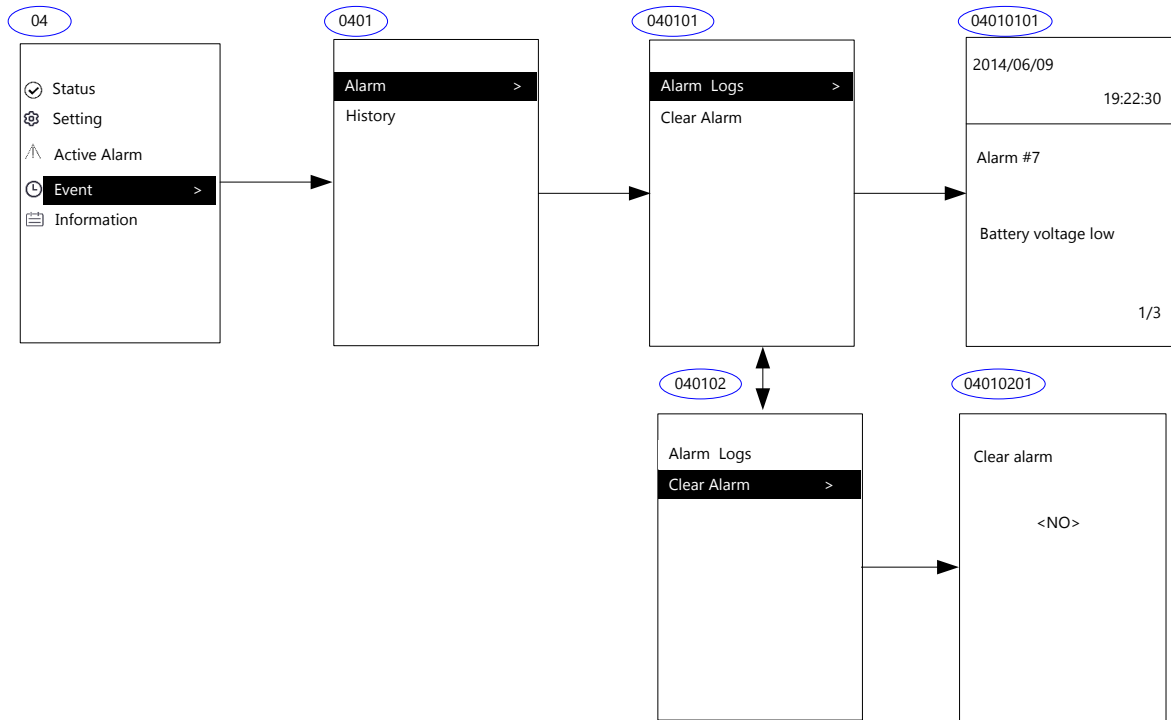 04
0401
040101
04010101
Status
Setting
Active Alarm
Event >
Information
Alarm >
History
Alarm Logs >
Clear Alarm
2014/06/09
19:22:30
Alarm #7
Battery voltage low
1/3
040102
04010201
Alarm Logs
Clear Alarm >
Clear alarm
<NO>